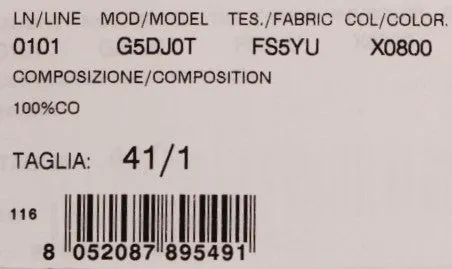 LN/LINE MOD/MODEL TES./FABRIC COL/COLOR.
0101 G5DJ0T FS5YU X0800
COMPOSIZIONE/COMPOSITION
100%CO
TAGLIA: 41/1
116
8 052087 895491